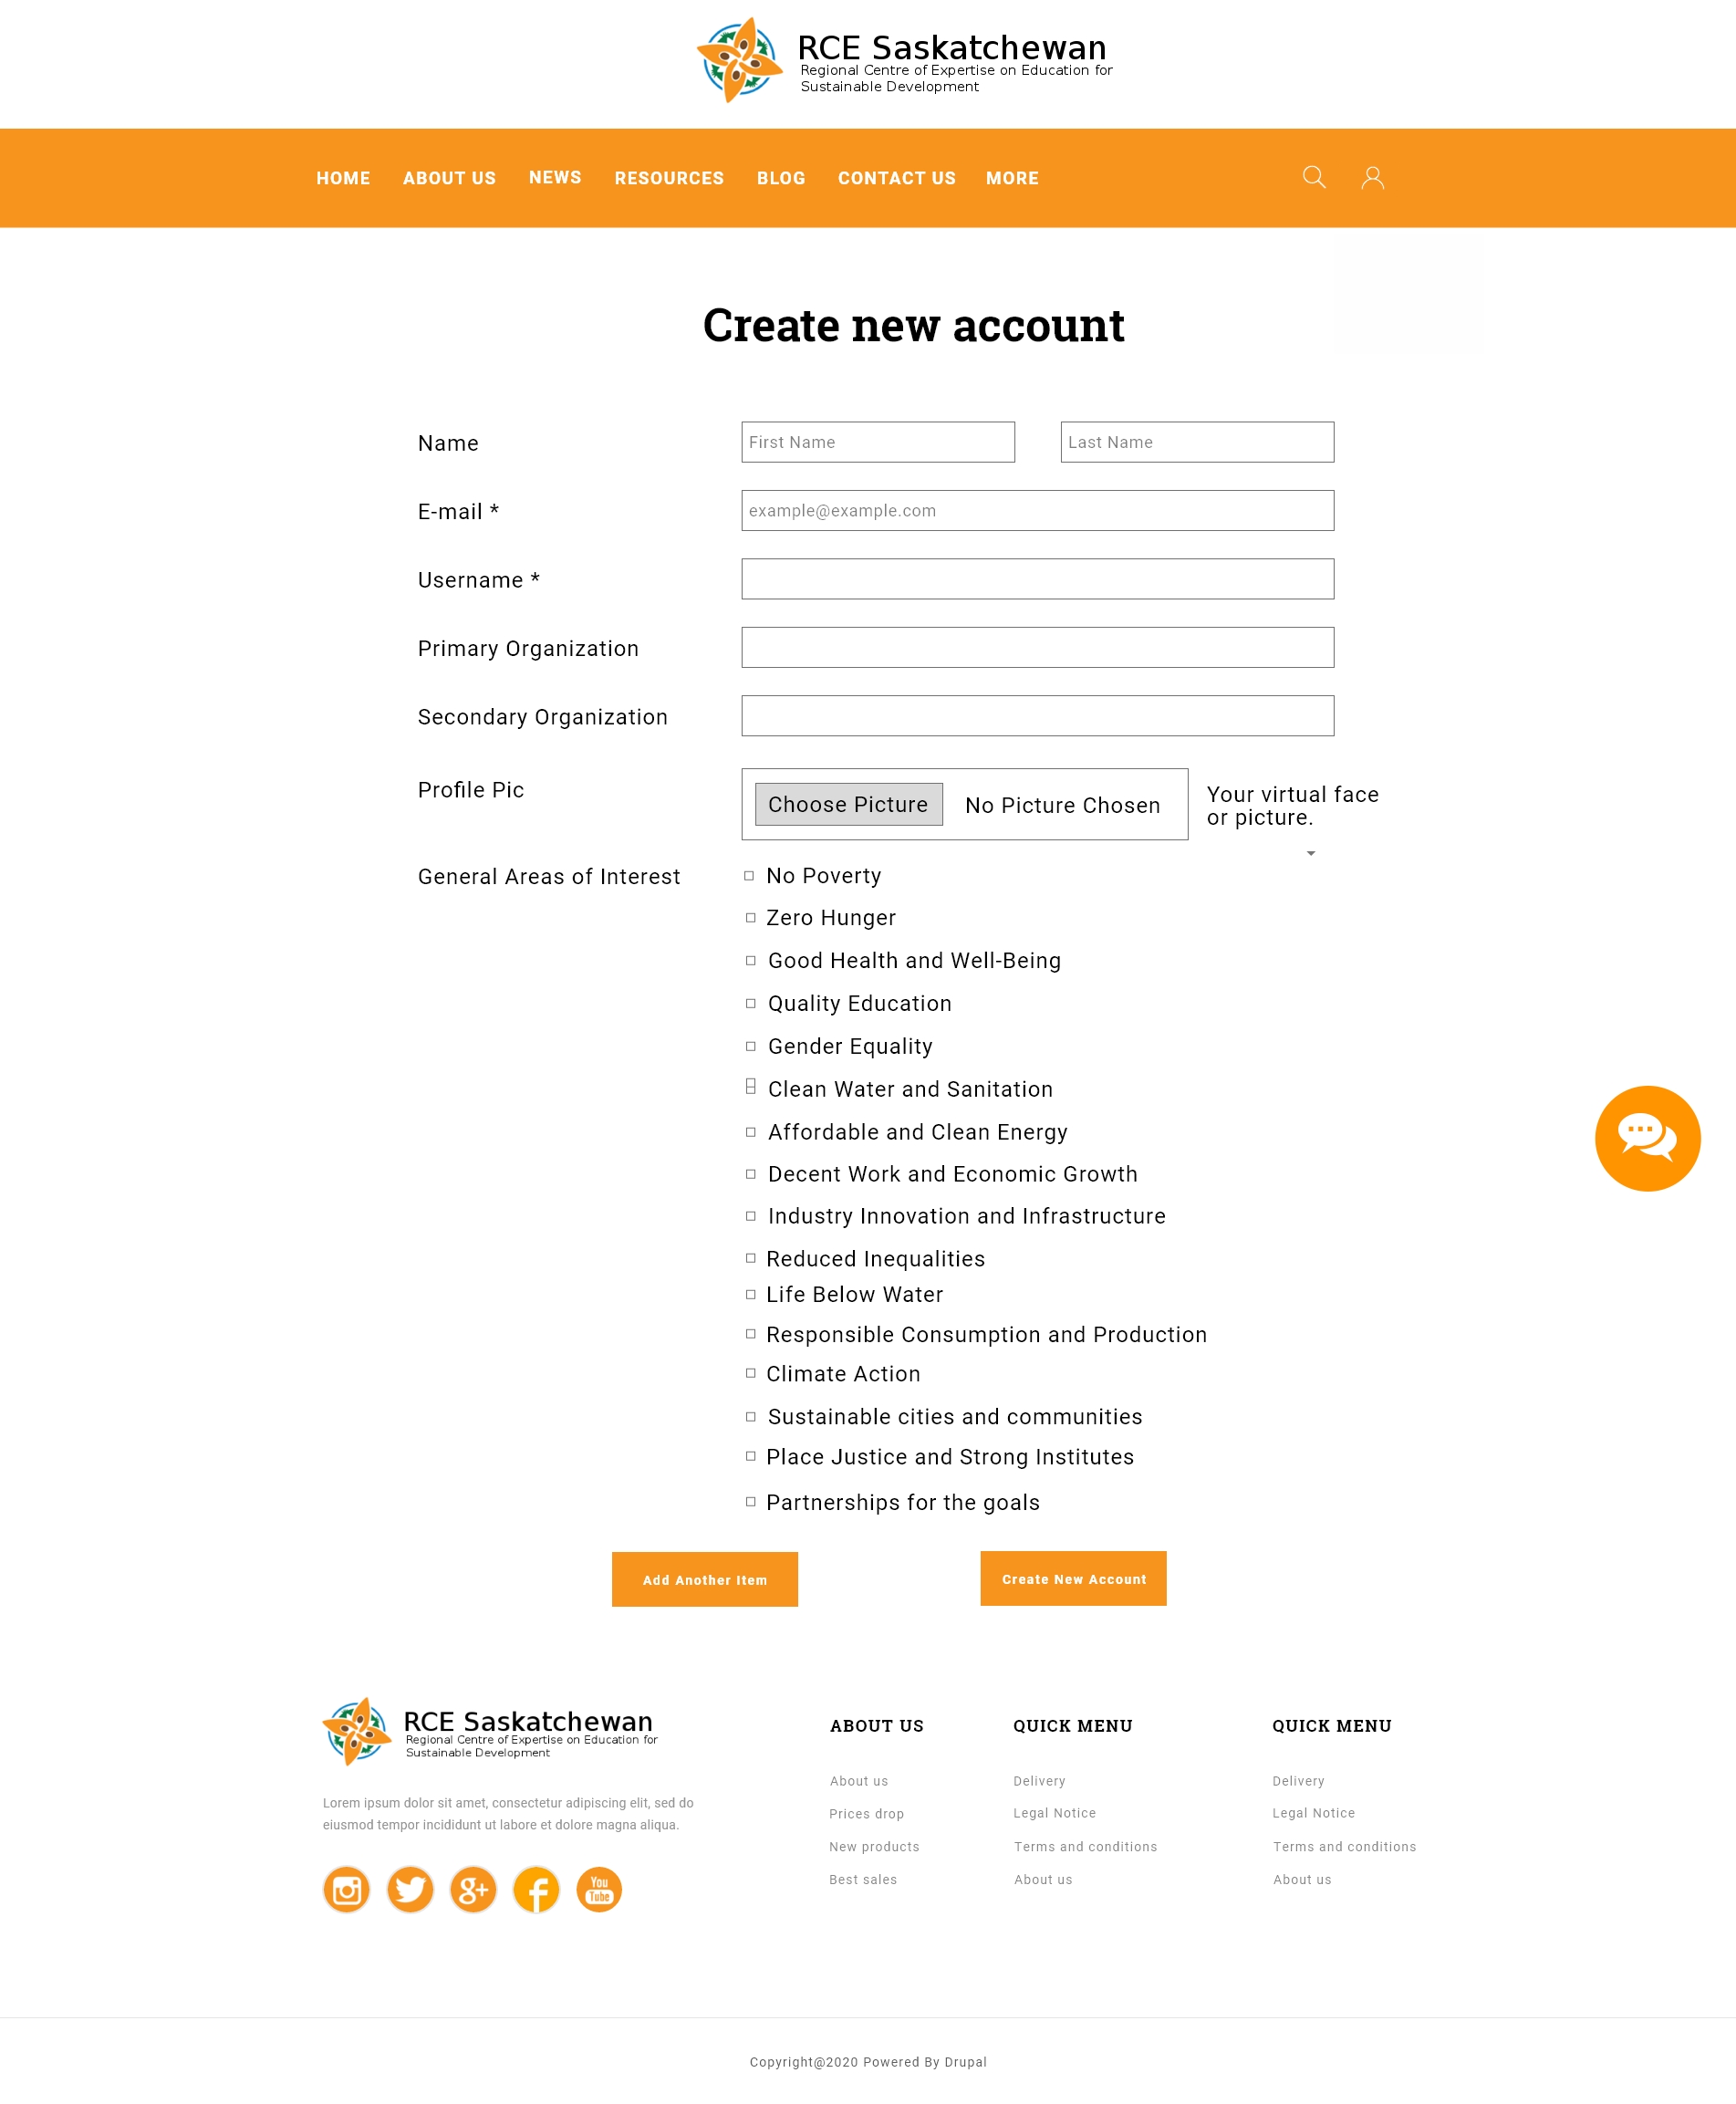 RCE Saskatchewan
Regional Centre of Expertise on Education for
Sustainable Development
HOME ABOUT US NEWS RESOURCES BLOG CONTACT US MORE
Create new account
Name First Name Last Name
E-mail * example@example.com
Username *
Primary Organization
Secondary Organization
Profile Pic Choose Picture No Picture Chosen Your virtual face
or picture.
General Areas of Interest No Poverty
Zero Hunger
Good Health and Well-Being
Quality Education
Gender Equality
Clean Water and Sanitation
Affordable and Clean Energy
Decent Work and Economic Growth
Industry Innovation and Infrastructure
Reduced Inequalities
Life Below Water
Responsible Consumption and Production
Climate Action
Sustainable cities and communities
Place Justice and Strong Institutes
Partnerships for the goals
Add Another Item Create New Account
RCE Saskatchewan
Regional Centre of Expertise on Education for
Sustainable Development
Lorem ipsum dolor sit amet, consectetur adipiscing elit, sed do
eiusmod tempor incididunt ut labore et dolore magna aliqua.
You
Tube
ABOUT US
About us
Prices drop
New products
Best sales
QUICK MENU
Delivery
Legal Notice
Terms and conditions
About us
QUICK MENU
Delivery
Legal Notice
Terms and conditions
About us
Copyright@2020 Powered By Drupal